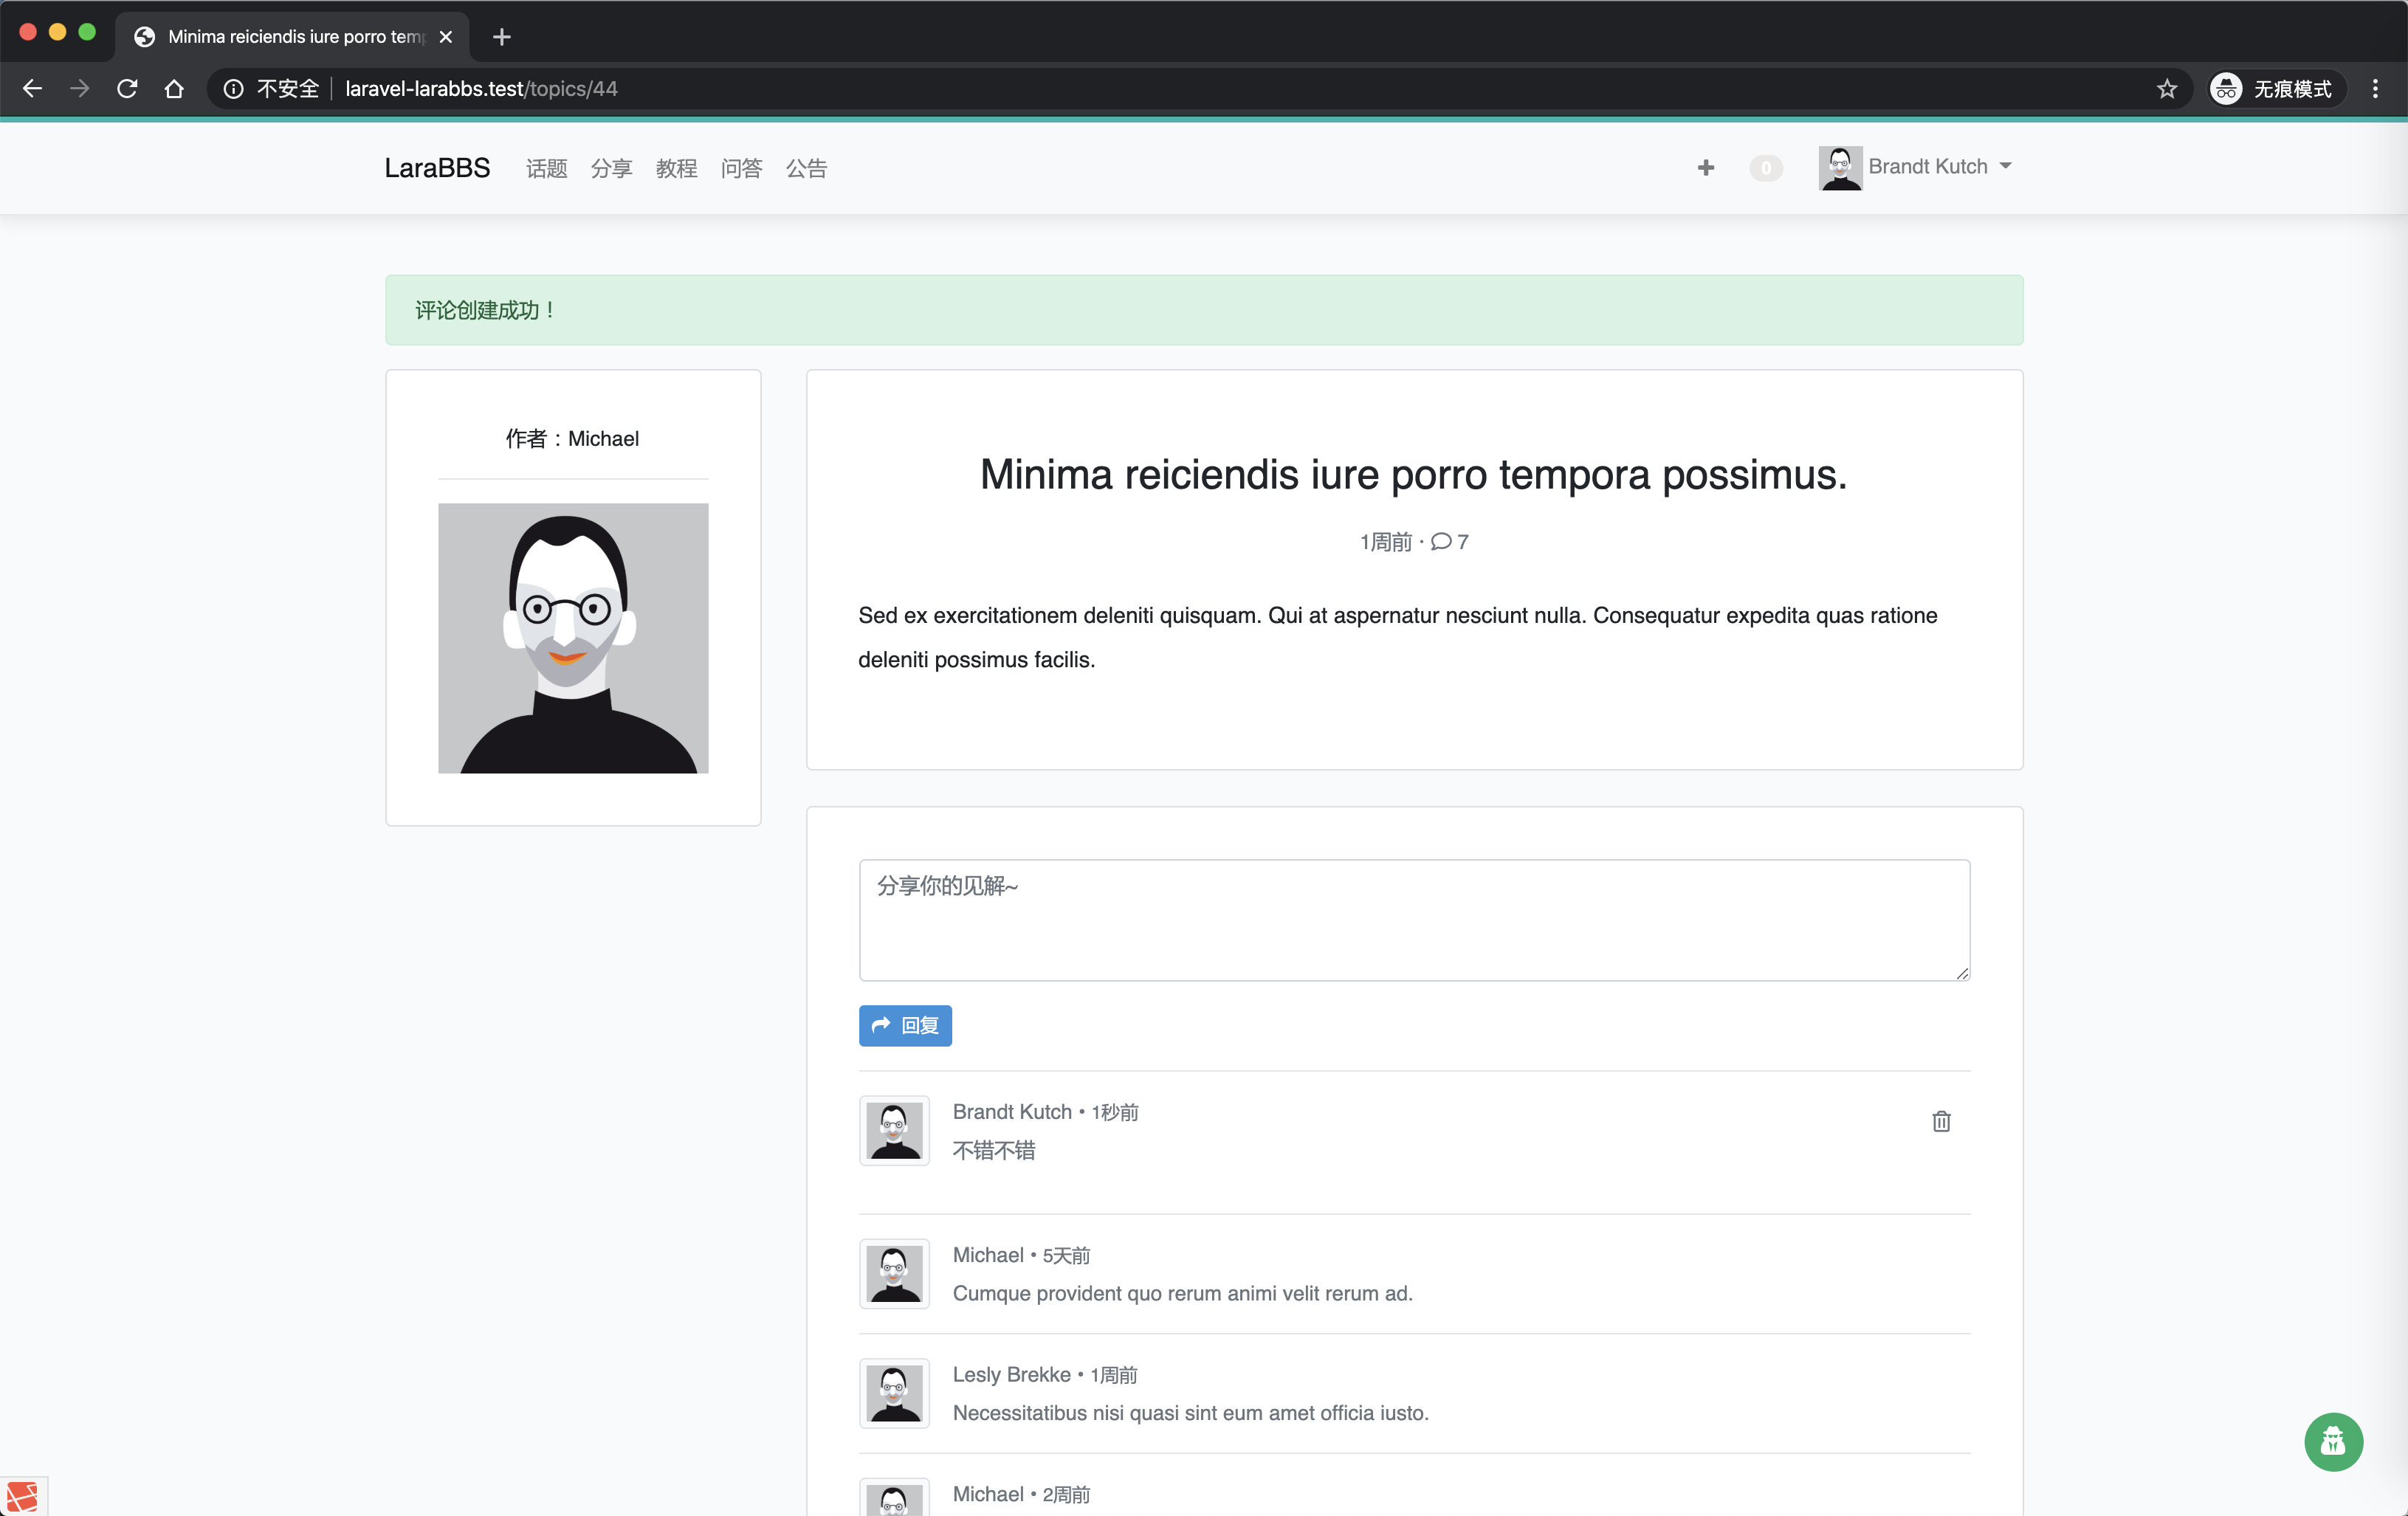 Minima reiciendis iure porro temp
不安全 laravel-larabbs.test/topics/44 无痕模式
LaraBBS 话题 分享 教程 问答 公告 0 Brandt Kutch
评论创建成功！
作者：Michael
Minima reiciendis iure porro tempora possimus.
1周前 · 7
Sed ex exercitationem deleniti quisquam. Qui at aspernatur nesciunt nulla. Consequatur expedita quas ratione
deleniti possimus facilis.
分享你的见解~
回复
Brandt Kutch • 1秒前
不错不错
Michael • 5天前
Cumque provident quo rerum animi velit rerum ad.
Lesly Brekke • 1周前
Necessitatibus nisi quasi sint eum amet officia iusto.
Michael • 2周前